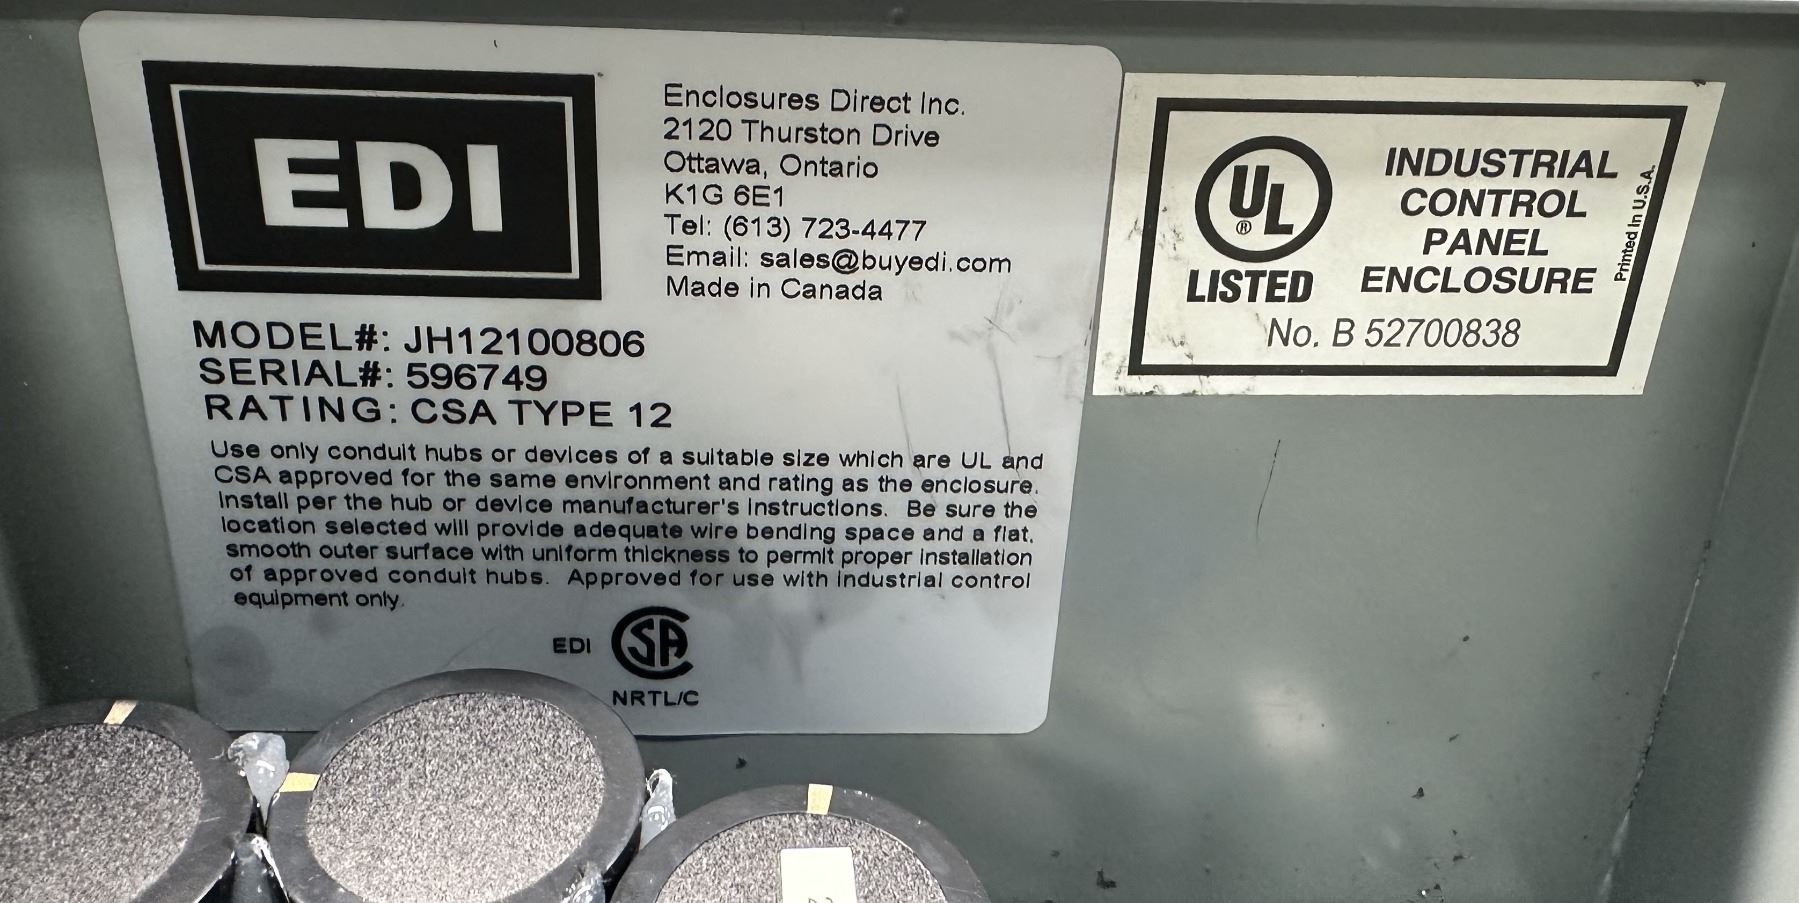 EDI
Enclosures Direct Inc.
2120 Thurston Drive
Ottawa, Ontario
K1G 6E1
Tel: (613) 723-4477
Email: sales@buyedi.com
Made in Canada
MODEL#: JH12100806
SERIAL#: 596749
RATING: CSA TYPE 12
Use only conduit hubs or devices of a suitable size which are UL and
CSA approved for the same environment and rating as the enclosure.
Install per the hub or device manufacturer's instructions. Be sure the
location selected will provide adequate wire bending space and a flat,
smooth outer surface with uniform thickness to permit proper installation
of approved conduit hubs. Approved for use with industrial control
equipment only.
EDI
CSA
NRTL/C
UL
®
LISTED
INDUSTRIAL
CONTROL
PANEL
ENCLOSURE
No. B 52700838
Printed in U.S.A.